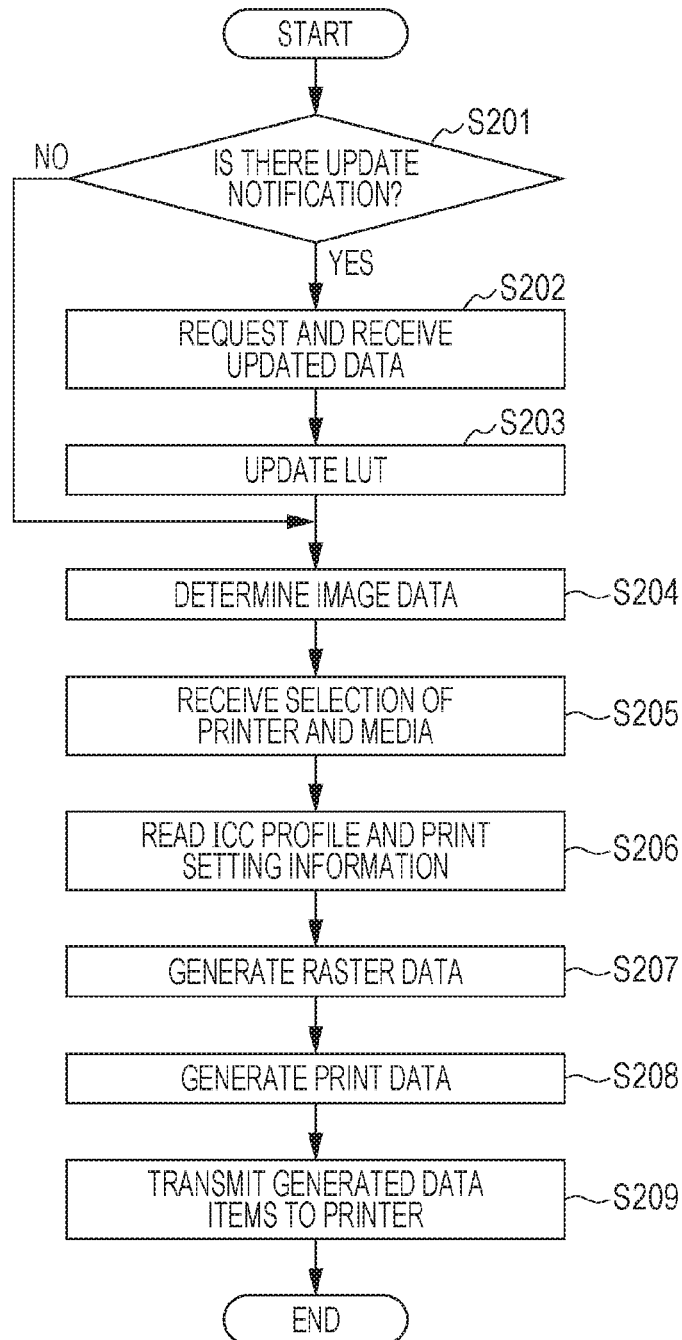 START
S201
NO
IS THERE UPDATE
NOTIFICATION?
YES
S202
REQUEST AND RECEIVE
UPDATED DATA
S203
UPDATE LUT
DETERMINE IMAGE DATA
S204
RECEIVE SELECTION OF
PRINTER AND MEDIA
S205
READ ICC PROFILE AND PRINT
SETTING INFORMATION
S206
GENERATE RASTER DATA
S207
GENERATE PRINT DATA
S208
TRANSMIT GENERATED DATA
ITEMS TO PRINTER
S209
END